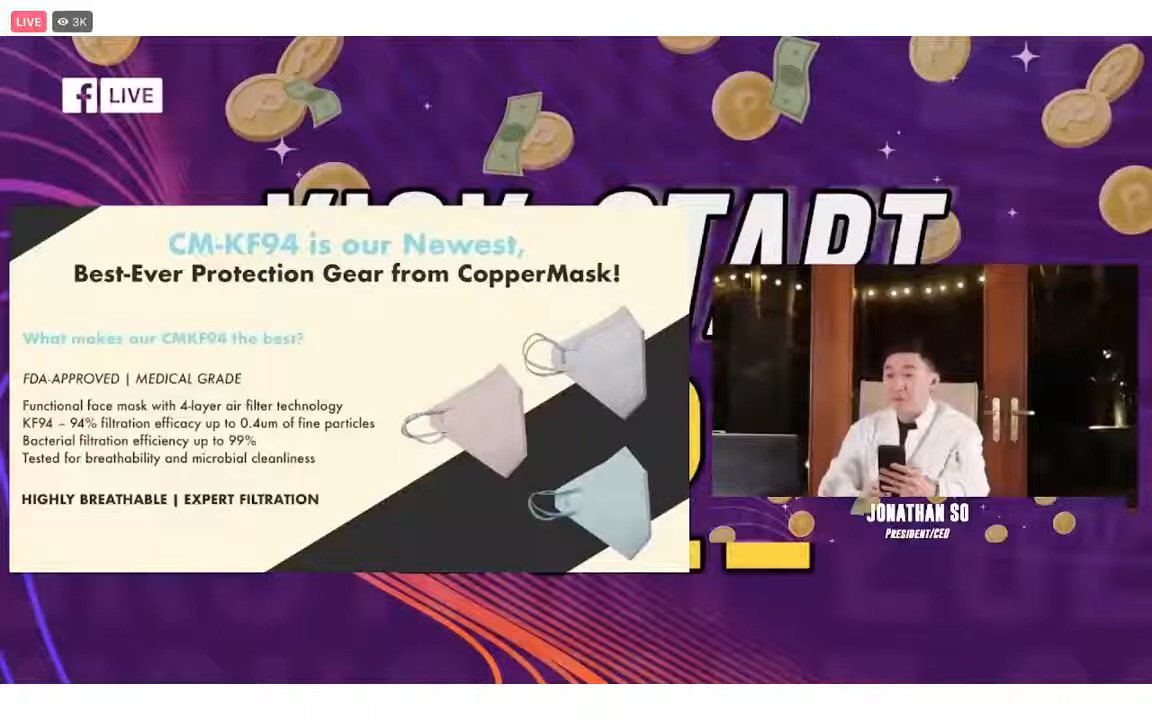 LIVE 3K
f LIVE
KICK START
CM-KF94 is our Newest,
Best-Ever Protection Gear from CopperMask!
What makes our CMKF94 the best?
FDA-APPROVED | MEDICAL GRADE
Functional face mask with 4-layer air filter technology
KF94 – 94% filtration efficacy up to 0.4um of fine particles
Bacterial filtration efficiency up to 99%
Tested for breathability and microbial cleanliness
HIGHLY BREATHABLE | EXPERT FILTRATION
JONATHAN SO
PRESIDENT/CEO